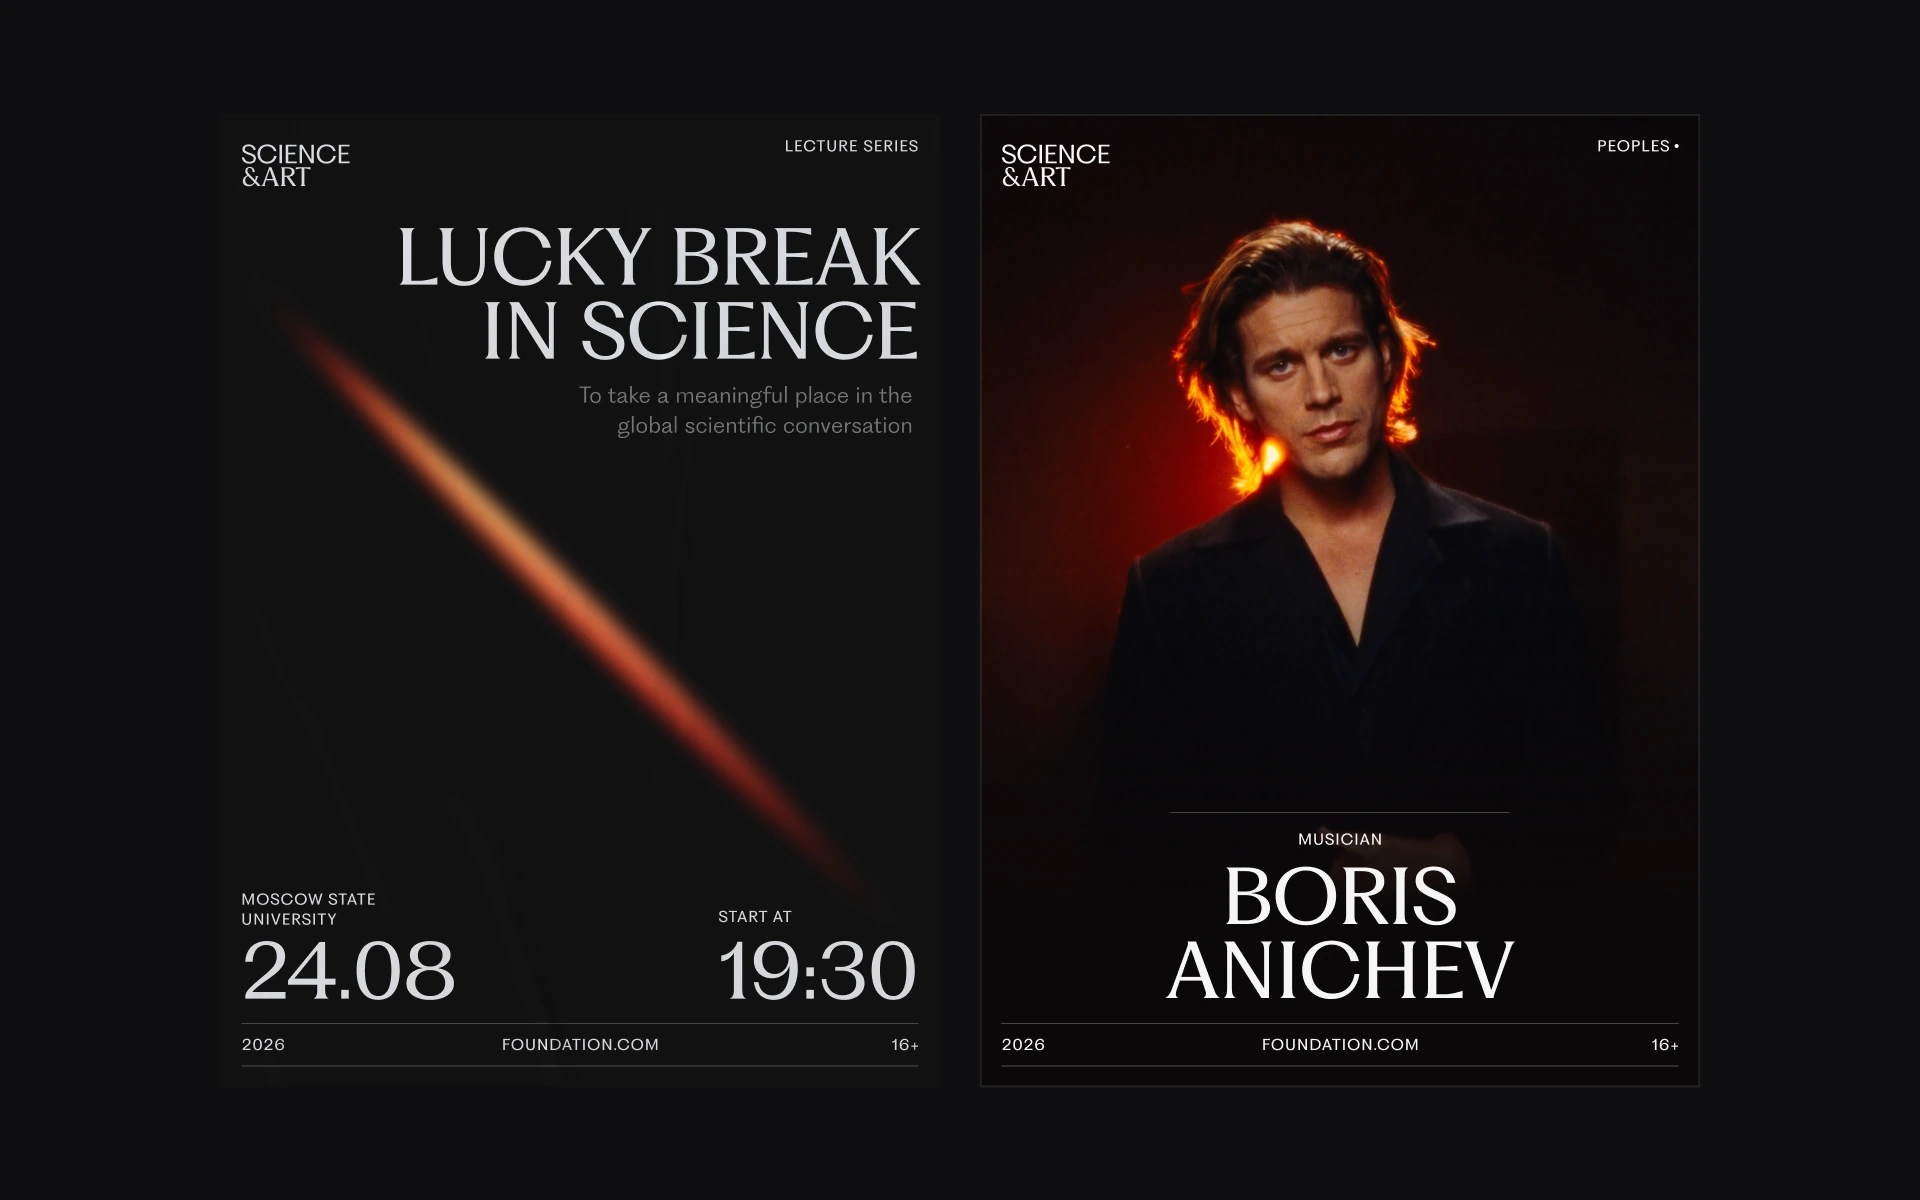 SCIENCE
&ART
LECTURE SERIES
LUCKY BREAK
IN SCIENCE
To take a meaningful place in the
global scientific conversation
MOSCOW STATE
UNIVERSITY
24.08
START AT
19:30
2026
FOUNDATION.COM
16+
SCIENCE
&ART
PEOPLES •
MUSICIAN
BORIS
ANICHEV
2026
FOUNDATION.COM
16+